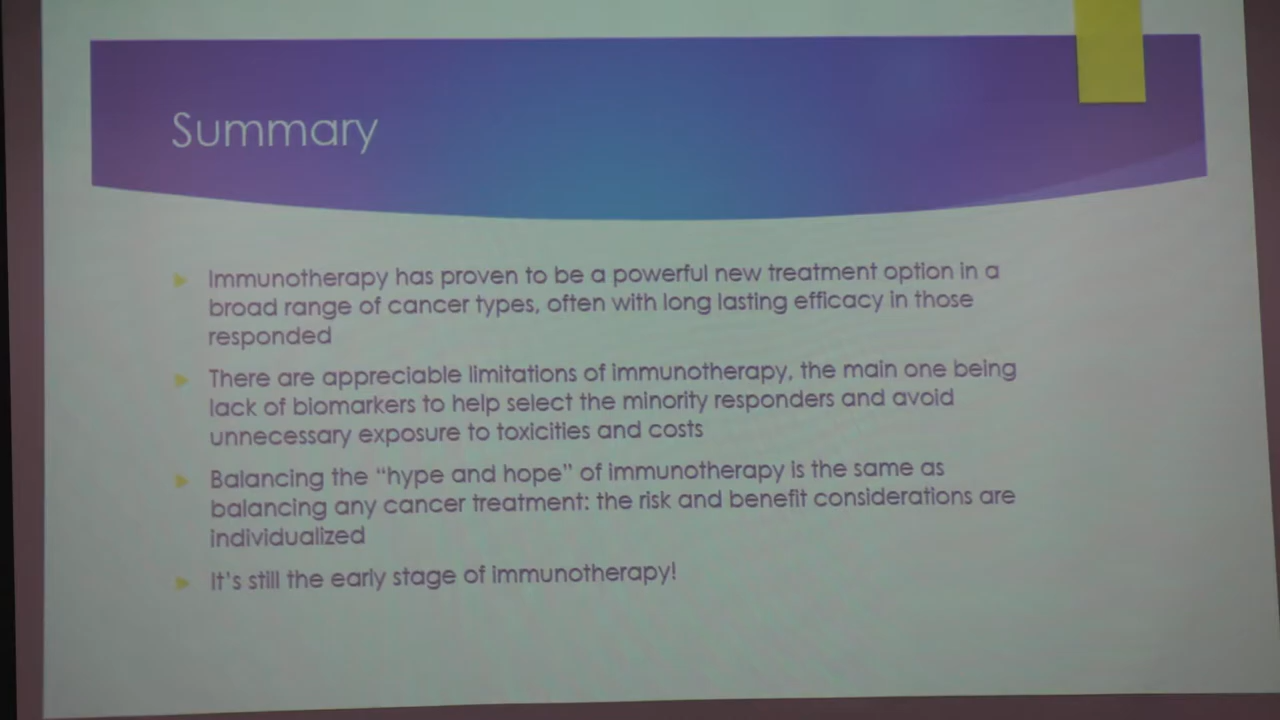 Summary
Immunotherapy has proven to be a powerful new treatment option in a
broad range of cancer types, often with long lasting efficacy in those
responded
There are appreciable limitations of immunotherapy, the main one being
lack of biomarkers to help select the minority responders and avoid
unnecessary exposure to toxicities and costs
Balancing the “hype and hope” of immunotherapy is the same as
balancing any cancer treatment: the risk and benefit considerations are
individualized
It's still the early stage of immunotherapy!